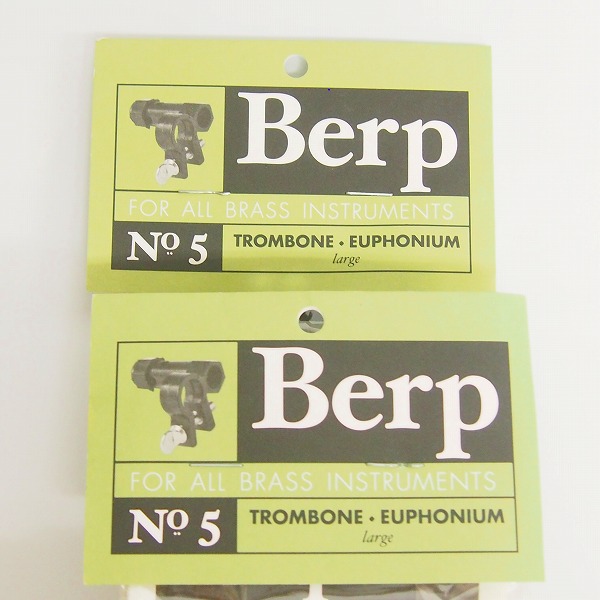 Berp
FOR ALL BRASS INSTRUMENTS
Nº 5
TROMBONE • EUPHONIUM
large
Berp
FOR ALL BRASS INSTRUMENTS
Nº 5
TROMBONE • EUPHONIUM
large